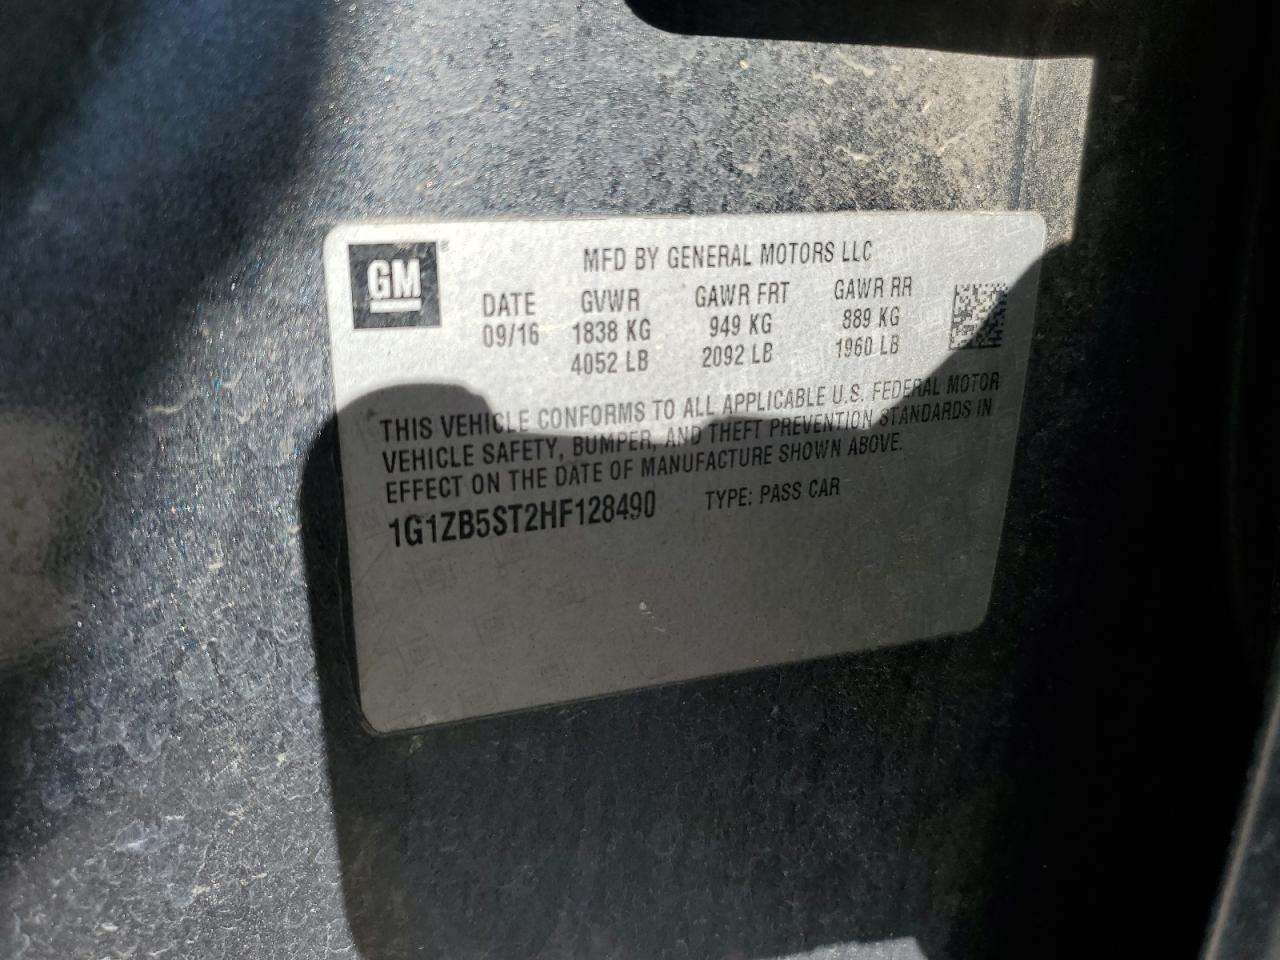 GM®
MFD BY GENERAL MOTORS LLC
DATE GVWR GAWR FRT GAWR RR
09/16 1838 KG 949 KG 889 KG
4052 LB 2092 LB 1960 LB
THIS VEHICLE CONFORMS TO ALL APPLICABLE U.S. FEDERAL MOTOR
VEHICLE SAFETY, BUMPER, AND THEFT PREVENTION STANDARDS IN
EFFECT ON THE DATE OF MANUFACTURE SHOWN ABOVE.
1G1ZB5ST2HF128490 TYPE: PASS CAR